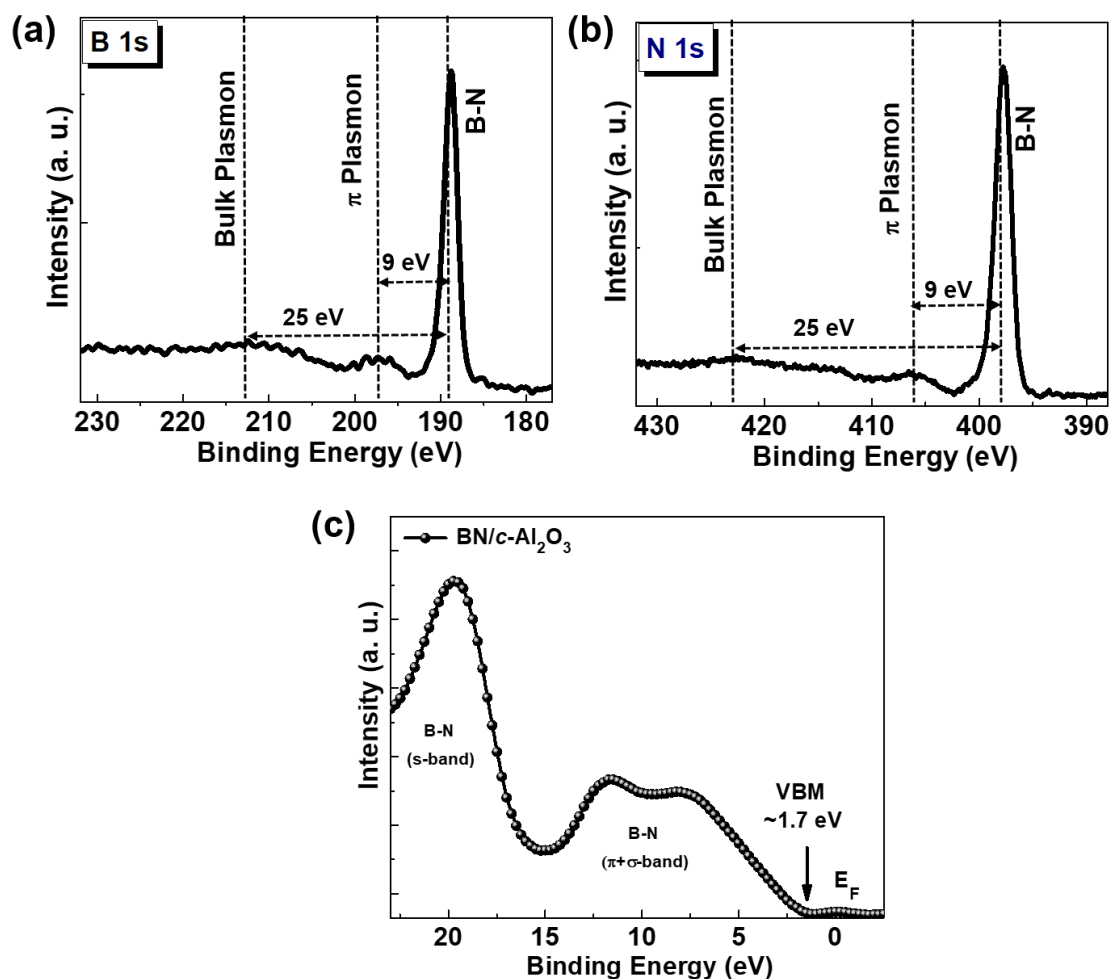 (a)
B 1s
Bulk Plasmon
π Plasmon
B-N
9 eV
25 eV
Intensity (a. u.)
230 220 210 200 190 180
Binding Energy (eV)
(b)
N 1s
Bulk Plasmon
π Plasmon
B-N
9 eV
25 eV
Intensity (a. u.)
430 420 410 400 390
Binding Energy (eV)
(c)
BN/c-Al₂O₃
Intensity (a. u.)
B-N
(s-band)
B-N
(π+σ-band)
VBM
~1.7 eV
E_F
20 15 10 5 0
Binding Energy (eV)